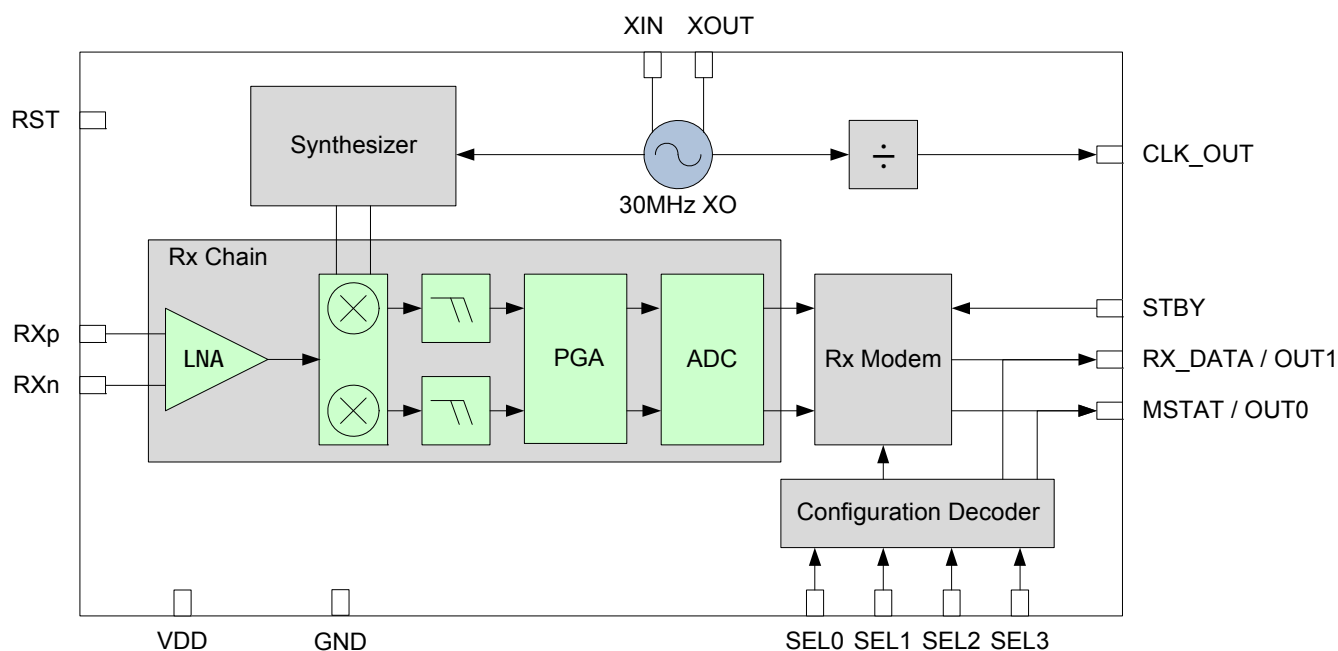 XIN XOUT
RST
Synthesizer
÷
CLK_OUT
30MHz XO
Rx Chain
RXp
LNA
RXn
PGA
ADC
Rx Modem
STBY
RX_DATA / OUT1
MSTAT / OUT0
Configuration Decoder
VDD
GND
SEL0 SEL1 SEL2 SEL3